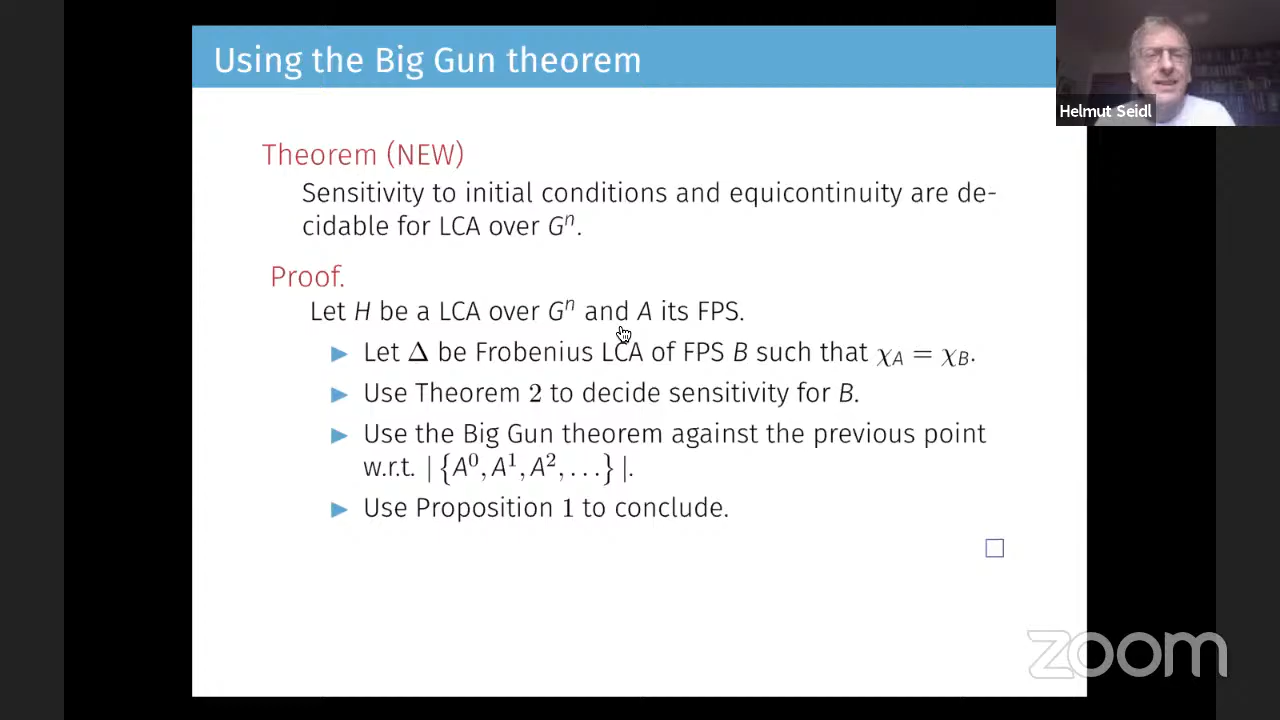 Using the Big Gun theorem
Helmut Seidl
Theorem (NEW)
Sensitivity to initial conditions and equicontinuity are de-
cidable for LCA over Gⁿ.
Proof.
Let H be a LCA over Gⁿ and A its FPS.
▶ Let Δ be Frobenius LCA of FPS B such that χ_A = χ_B.
▶ Use Theorem 2 to decide sensitivity for B.
▶ Use the Big Gun theorem against the previous point
w.r.t. | {A⁰, A¹, A², . . .} |.
▶ Use Proposition 1 to conclude.
□
zoom